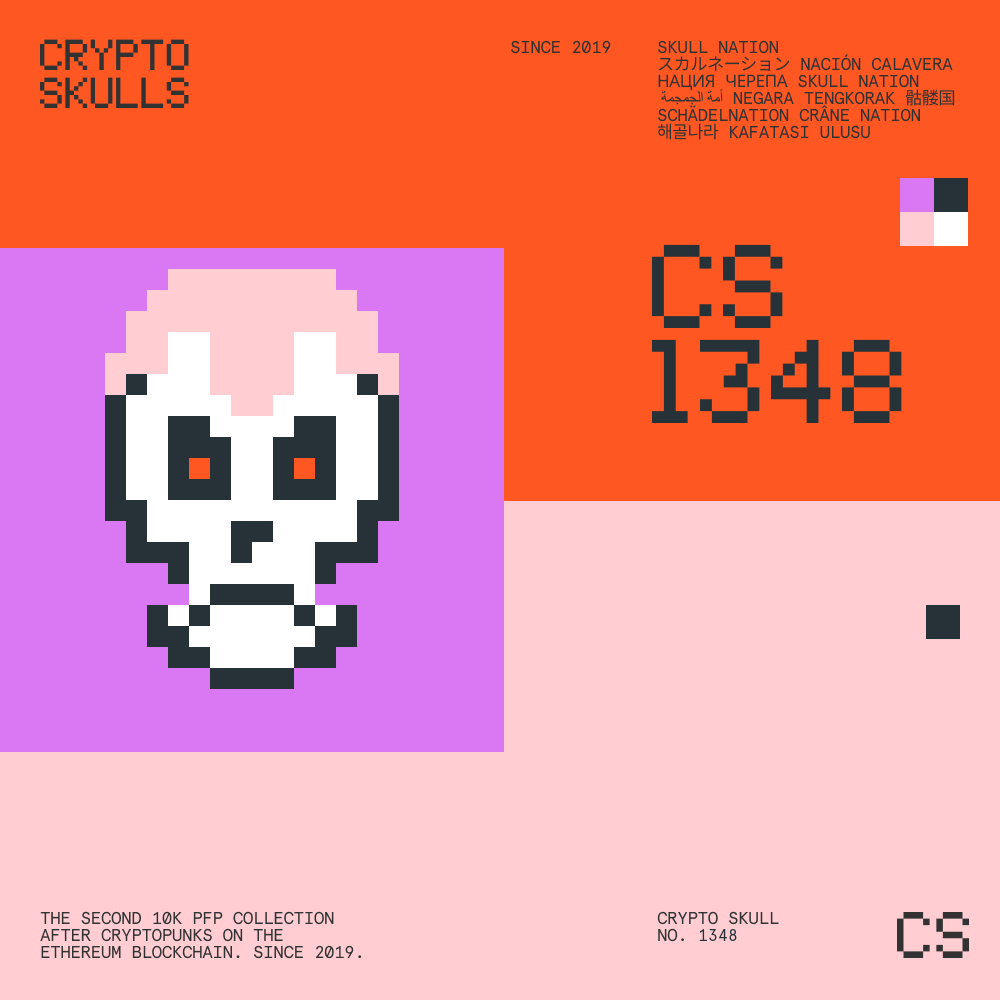 CRYPTO
SKULLS
SINCE 2019
SKULL NATION
スカルネーション NACIÓN CALAVERA
НАЦИЯ ЧЕРЕПА SKULL NATION
أمة الجمجمة NEGARA TENGKORAK 骷髅国
SCHÄDELNATION CRÂNE NATION
해골나라 KAFATASI ULUSU
CS
1348
THE SECOND 10K PFP COLLECTION
AFTER CRYPTOPUNKS ON THE
ETHEREUM BLOCKCHAIN. SINCE 2019.
CRYPTO SKULL
NO. 1348
CS